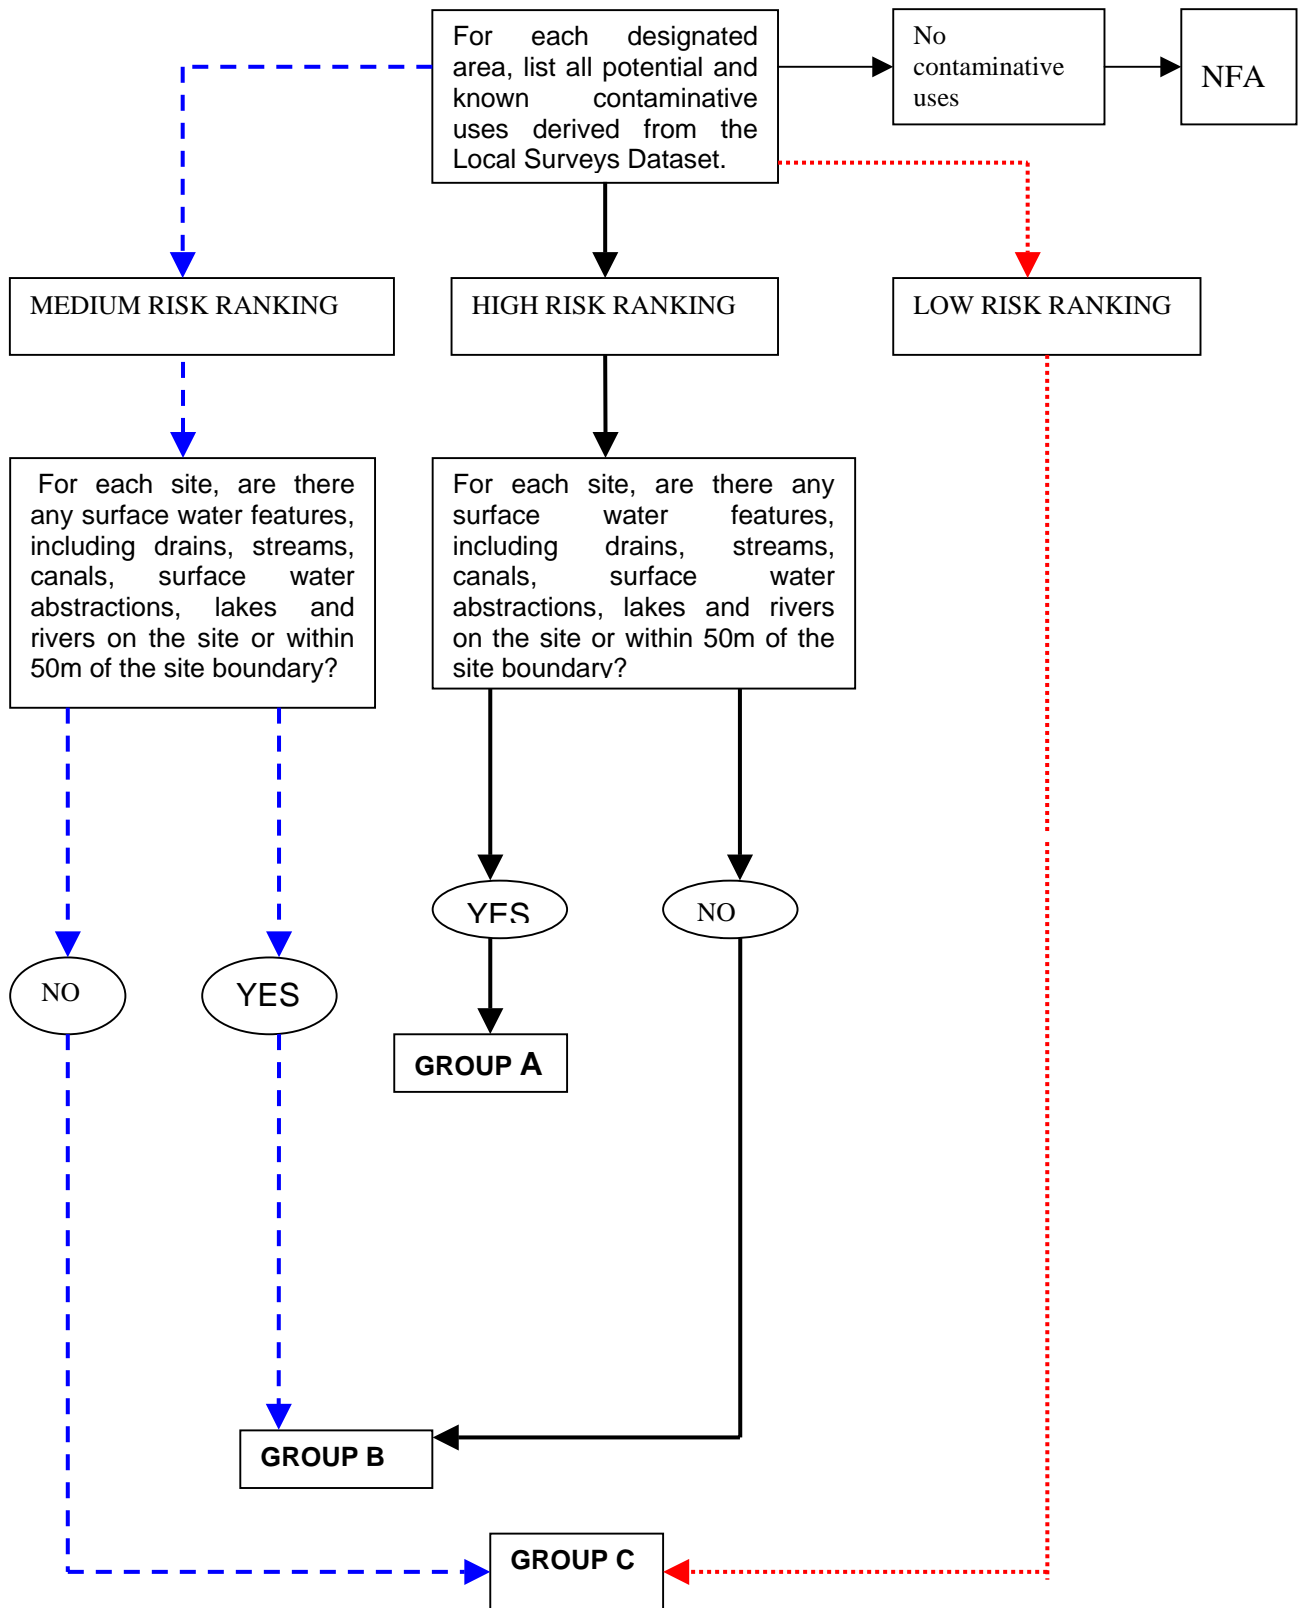 For each designated
area, list all potential and
known contaminative
uses derived from the
Local Surveys Dataset.
No
contaminative
uses
NFA
MEDIUM RISK RANKING
HIGH RISK RANKING
LOW RISK RANKING
For each site, are there
any surface water features,
including drains, streams,
canals, surface water
abstractions, lakes and
rivers on the site or within
50m of the site boundary?
For each site, are there any
surface water features,
including drains, streams,
canals, surface water
abstractions, lakes and rivers
on the site or within 50m of the
site boundary?
YES
NO
NO
YES
GROUP A
GROUP B
GROUP C